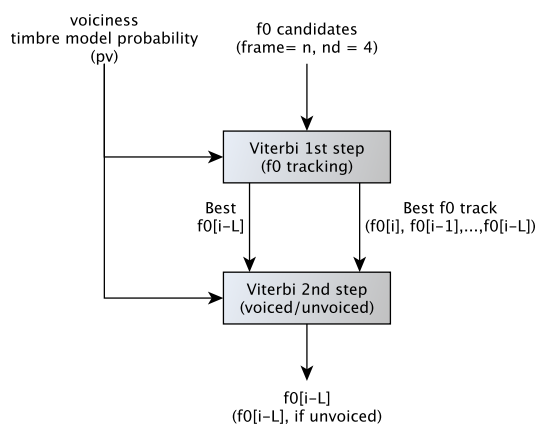 voiciness
timbre model probability
(pv)
f0 candidates
(frame= n, nd = 4)
Viterbi 1st step
(f0 tracking)
Best
f0[i−L]
Best f0 track
(f0[i], f0[i−1],...,f0[i−L])
Viterbi 2nd step
(voiced/unvoiced)
f0[i−L]
(f0[i−L], if unvoiced)